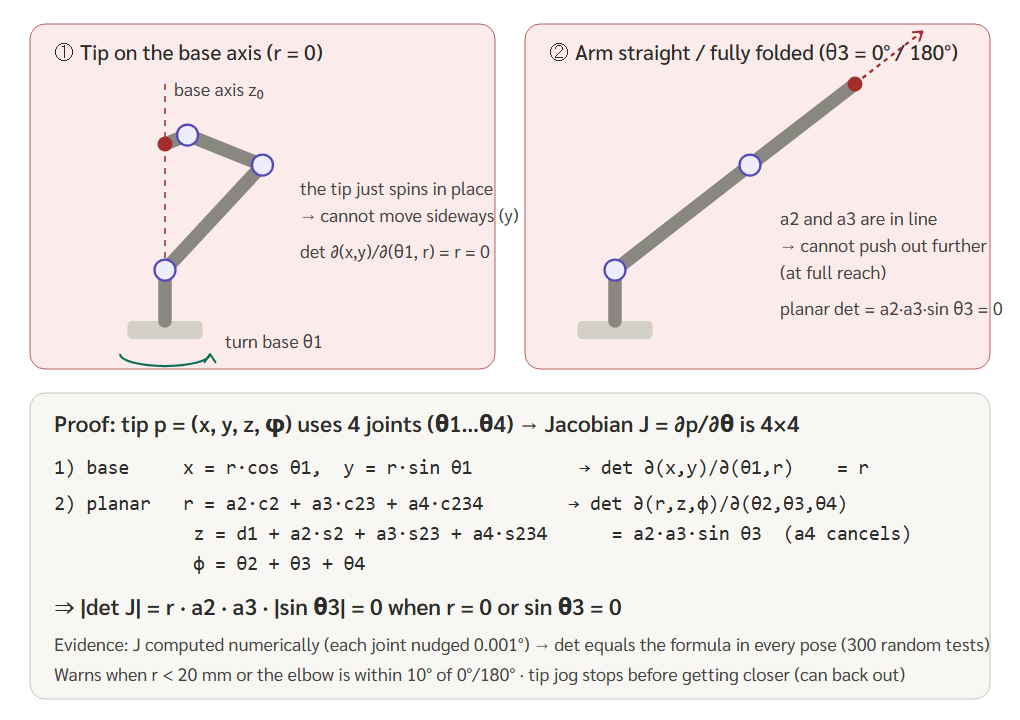 ① Tip on the base axis (r = 0)
base axis z₀
the tip just spins in place
→ cannot move sideways (y)
det ∂(x,y)/∂(θ1, r) = r = 0
turn base θ1
② Arm straight / fully folded (θ3 = 0° / 180°)
a2 and a3 are in line
→ cannot push out further
(at full reach)
planar det = a2·a3·sin θ3 = 0
Proof: tip p = (x, y, z, φ) uses 4 joints (θ1...θ4) → Jacobian J = ∂p/∂θ is 4×4
1) base x = r·cos θ1, y = r·sin θ1 → det ∂(x,y)/∂(θ1,r) = r
2) planar r = a2·c2 + a3·c23 + a4·c234 → det ∂(r,z,ϕ)/∂(θ2,θ3,θ4)
z = d1 + a2·s2 + a3·s23 + a4·s234 = a2·a3·sin θ3 (a4 cancels)
ϕ = θ2 + θ3 + θ4
⇒ |det J| = r · a2 · a3 · |sin θ3| = 0 when r = 0 or sin θ3 = 0
Evidence: J computed numerically (each joint nudged 0.001°) → det equals the formula in every pose (300 random tests)
Warns when r < 20 mm or the elbow is within 10° of 0°/180° · tip jog stops before getting closer (can back out)